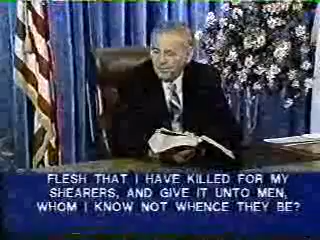 FLESH THAT I HAVE KILLED FOR MY
SHEARERS, AND GIVE IT UNTO MEN,
WHOM I KNOW NOT WHENCE THEY BE?